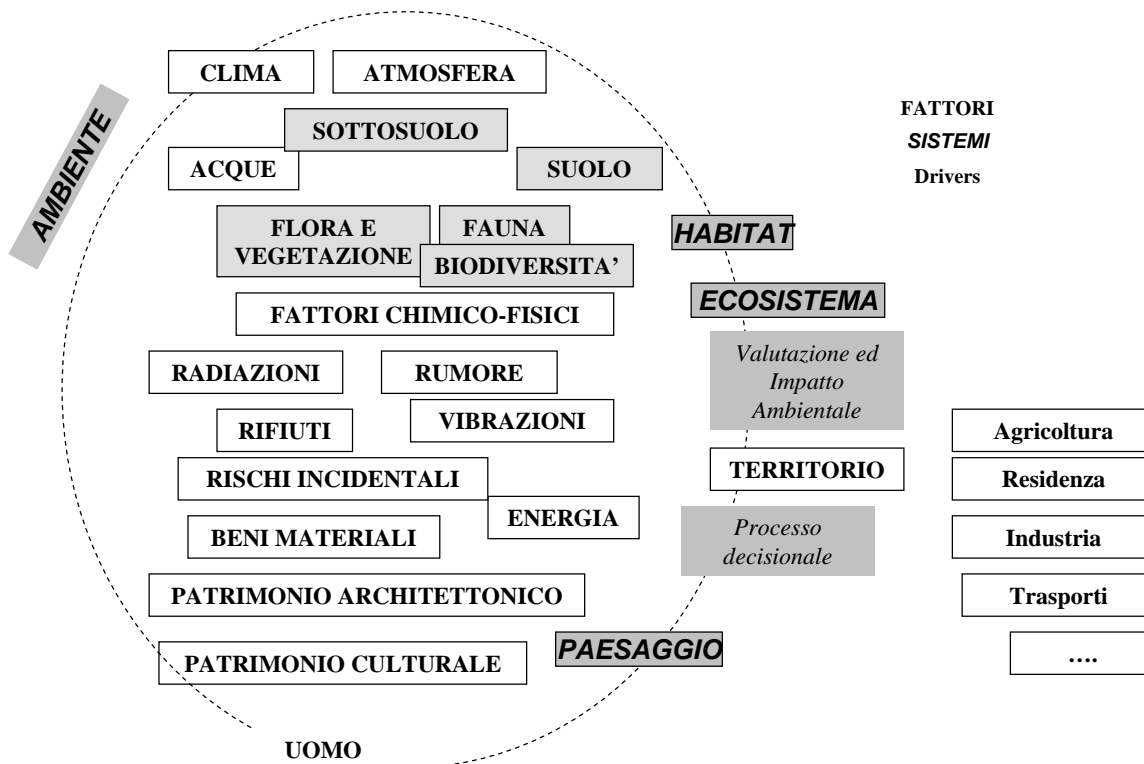 CLIMA
ATMOSFERA
AMBIENTE
FATTORI
SOTTOSUOLO
SISTEMI
ACQUE
SUOLO
Drivers
FLORA E
VEGETAZIONE
FAUNA
HABITAT
BIODIVERSITA’
ECOSISTEMA
FATTORI CHIMICO-FISICI
Valutazione ed
Impatto
Ambientale
RADIAZIONI
RUMORE
VIBRAZIONI
RIFIUTI
Agricoltura
TERRITORIO
RISCHI INCIDENTALI
Residenza
ENERGIA
BENI MATERIALI
Processo
decisionale
Industria
PATRIMONIO ARCHITETTONICO
Trasporti
PAESAGGIO
PATRIMONIO CULTURALE
….
UOMO